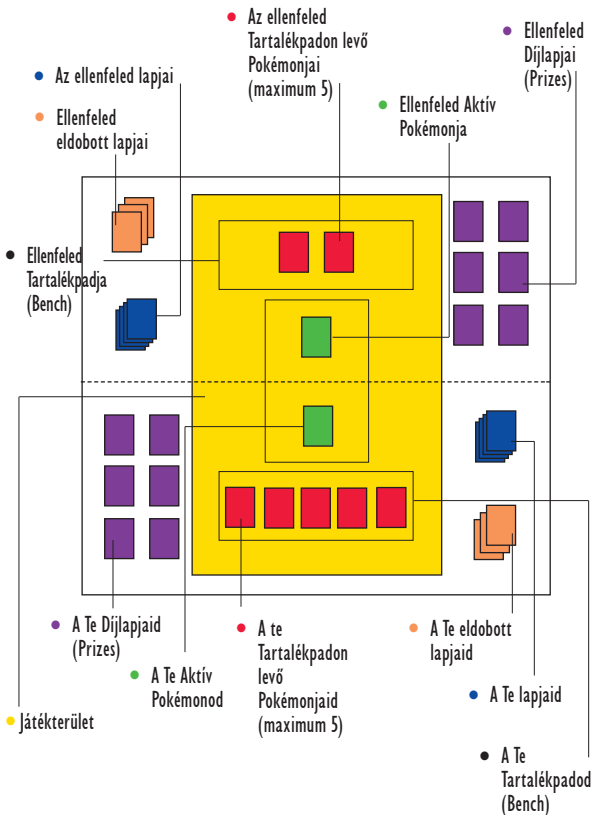 Az ellenfeled
Tartalékpadon levő
Pokémonjai
(maximum 5)
Ellenfeled
Díjlapjai
(Prizes)
Az ellenfeled lapjai
Ellenfeled Aktív
Pokémonja
Ellenfeled
eldobott lapjai
Ellenfeled
Tartalékpadja
(Bench)
A Te Díjlapjaid
(Prizes)
A te
Tartalékpadon
levő
Pokémonjaid
(maximum 5)
A Te eldobott
lapjaid
A Te Aktív
Pokémonod
A Te lapjaid
Játékterület
A Te
Tartalékpadod
(Bench)